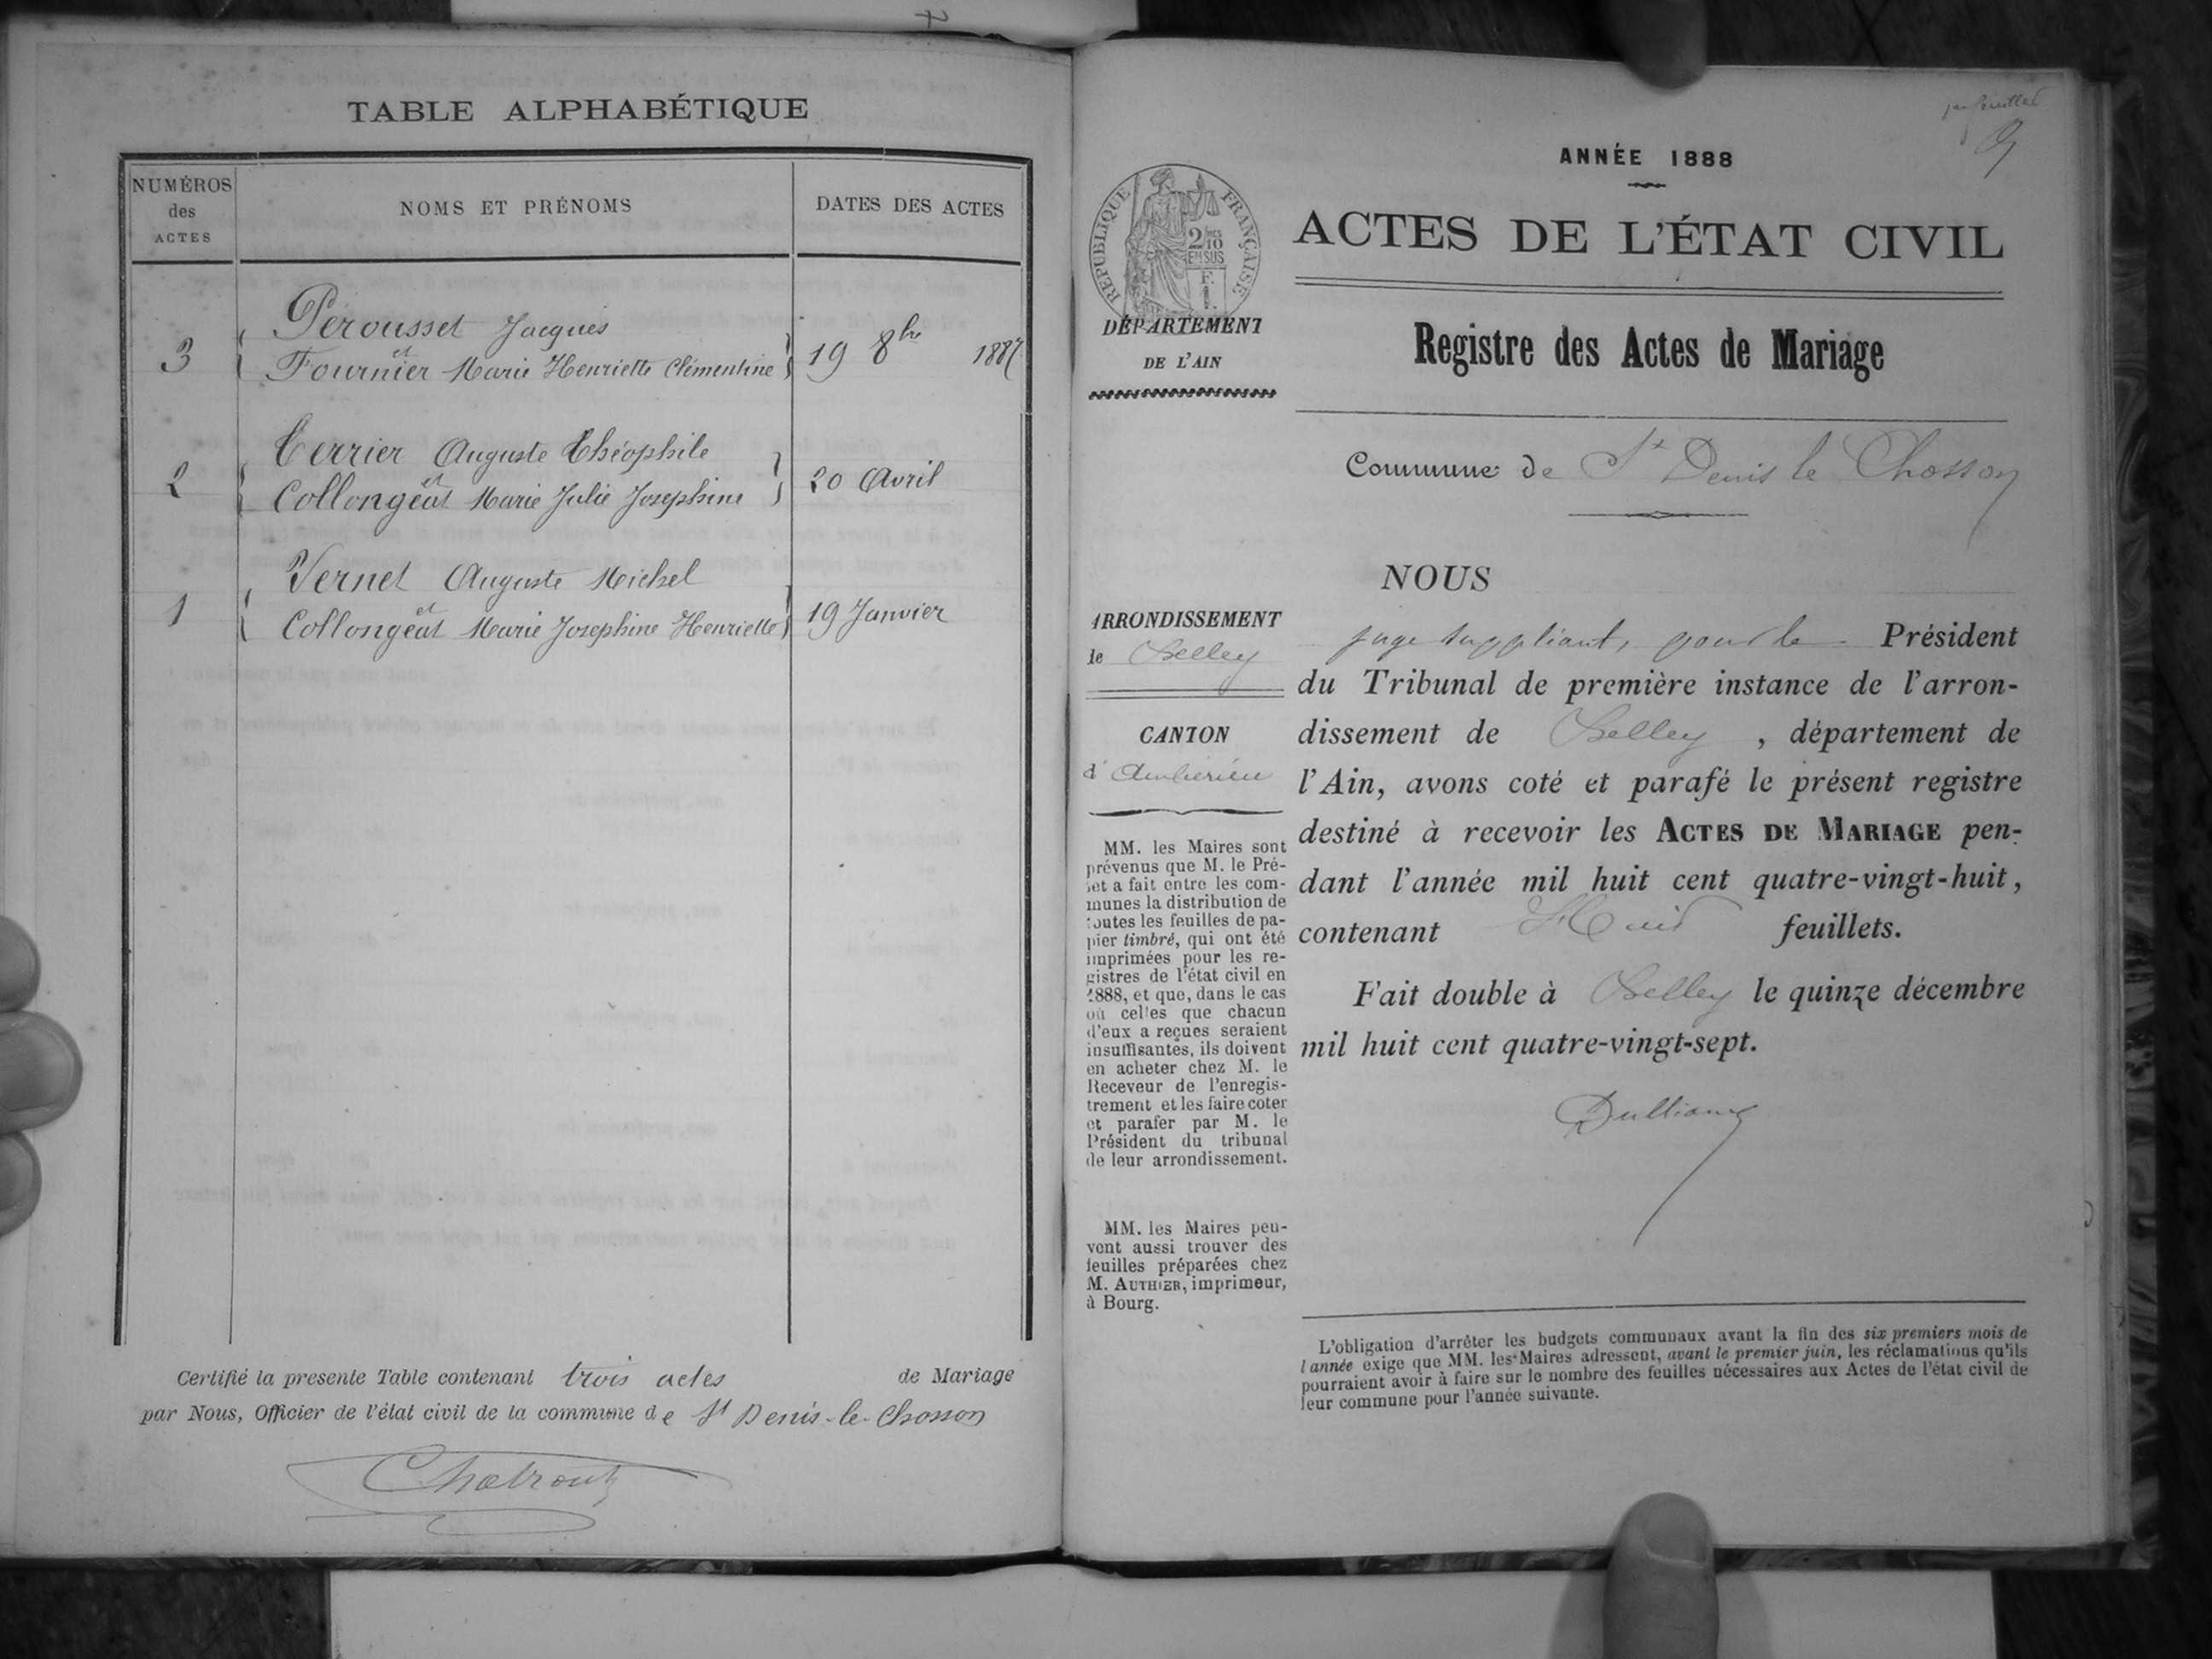 TABLE ALPHABÉTIQUE
NUMÉROS
des
ACTES
NOMS ET PRÉNOMS
DATES DES ACTES
3
Pérousset Jacques
et
Fournier Marie Henriette Clémentine
19 8bre 1887
2
Terrier Auguste Théophile
et
Collongeat Marie Julie Josephine
20 Avril
1
Vernet Auguste Michel
et
Collongeat Marie Josephine Henriette
19 Janvier
Certifié la presente Table contenant trois actes de Mariage
par Nous, Officier de l'état civil de la commune de St Denis-le-Chosson
ANNÉE 1888
RÉPUBLIQUE FRANÇAISE
2/10
EN SUS
F.
1.
ACTES DE L'ÉTAT CIVIL
DÉPARTEMENT
DE L'AIN
Registre des Actes de Mariage
Commune de St Denis le Chosson
NOUS
ARRONDISSEMENT
de Belley
CANTON
d'Ambérieu
juge suppléant, pour le Président
du Tribunal de première instance de l'arron-
dissement de Belley, département de
l'Ain, avons coté et parafé le présent registre
destiné à recevoir les ACTES DE MARIAGE pen-
dant l'année mil huit cent quatre-vingt-huit,
contenant Huit feuillets.
Fait double à Belley le quinze décembre
mil huit cent quatre-vingt-sept.
MM. les Maires sont
prévenus que M. le Pré-
fet a fait entre les com-
munes la distribution de
toutes les feuilles de pa-
pier timbré, qui ont été
imprimées pour les re-
gistres de l'état civil en
1888, et que, dans le cas
où celles que chacun
d'eux a reçues seraient
insuffisantes, ils doivent
en acheter chez M. le
Receveur de l'enregis-
trement et les faire coter
et parafer par M. le
Président du tribunal
de leur arrondissement.
MM. les Maires peu-
vent aussi trouver des
feuilles préparées chez
M. AUTHIER, imprimeur,
à Bourg.
L'obligation d'arrêter les budgets communaux avant la fin des six premiers mois de
l'année exige que MM. les Maires adressent, avant le premier juin, les réclamations qu'ils
pourraient avoir à faire sur le nombre des feuilles nécessaires aux Actes de l'état civil de
leur commune pour l'année suivante.